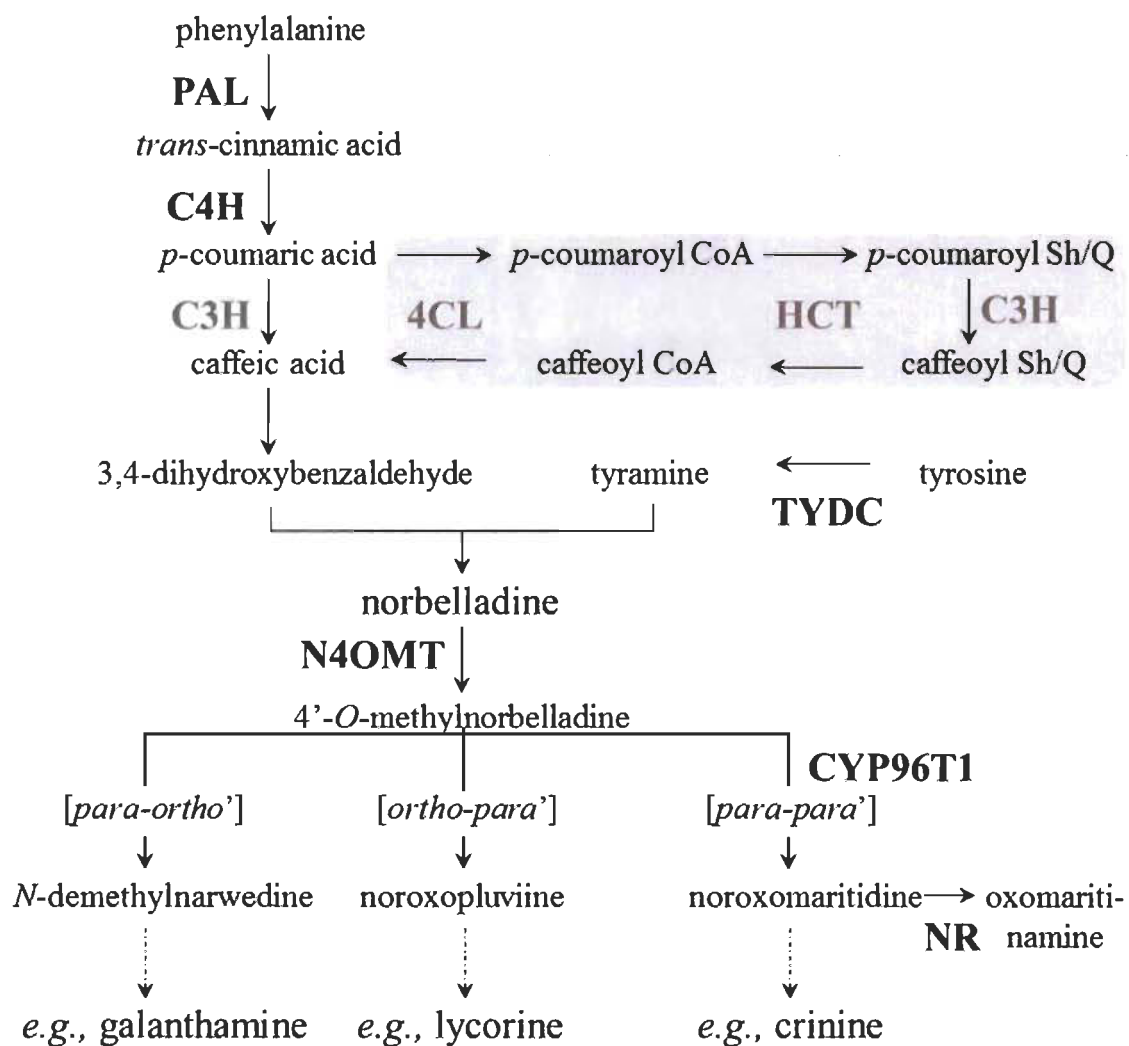 phenylalanine
PAL
trans-cinnamic acid
C4H
p-coumaric acid p-coumaroyl CoA p-coumaroyl Sh/Q
C3H 4CL HCT C3H
caffeic acid caffeoyl CoA caffeoyl Sh/Q
3,4-dihydroxybenzaldehyde tyramine tyrosine
TYDC
norbelladine
N4OMT
4’-O-methylnorbelladine
CYP96T1
[para-ortho’] [ortho-para’] [para-para’]
N-demethylnarwedine noroxopluviine noroxomaritidine oxomariti-
NR namine
e.g., galanthamine e.g., lycorine e.g., crinine